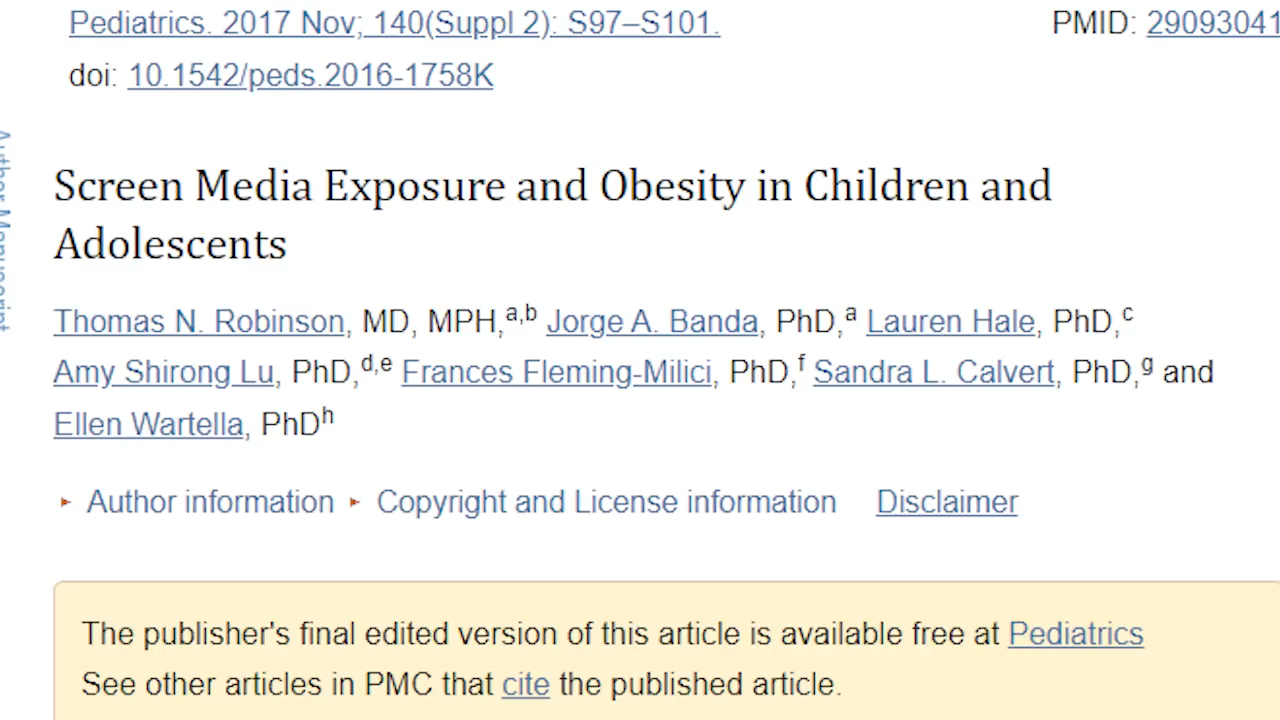 Pediatrics. 2017 Nov; 140(Suppl 2): S97–S101.
PMID: 29093041
doi: 10.1542/peds.2016-1758K
Author Manuscript
Screen Media Exposure and Obesity in Children and
Adolescents
Thomas N. Robinson, MD, MPH,a,b Jorge A. Banda, PhD,a Lauren Hale, PhD,c
Amy Shirong Lu, PhD,d,e Frances Fleming-Milici, PhD,f Sandra L. Calvert, PhD,g and
Ellen Wartella, PhDh
Author information Copyright and License information Disclaimer
The publisher's final edited version of this article is available free at Pediatrics
See other articles in PMC that cite the published article.